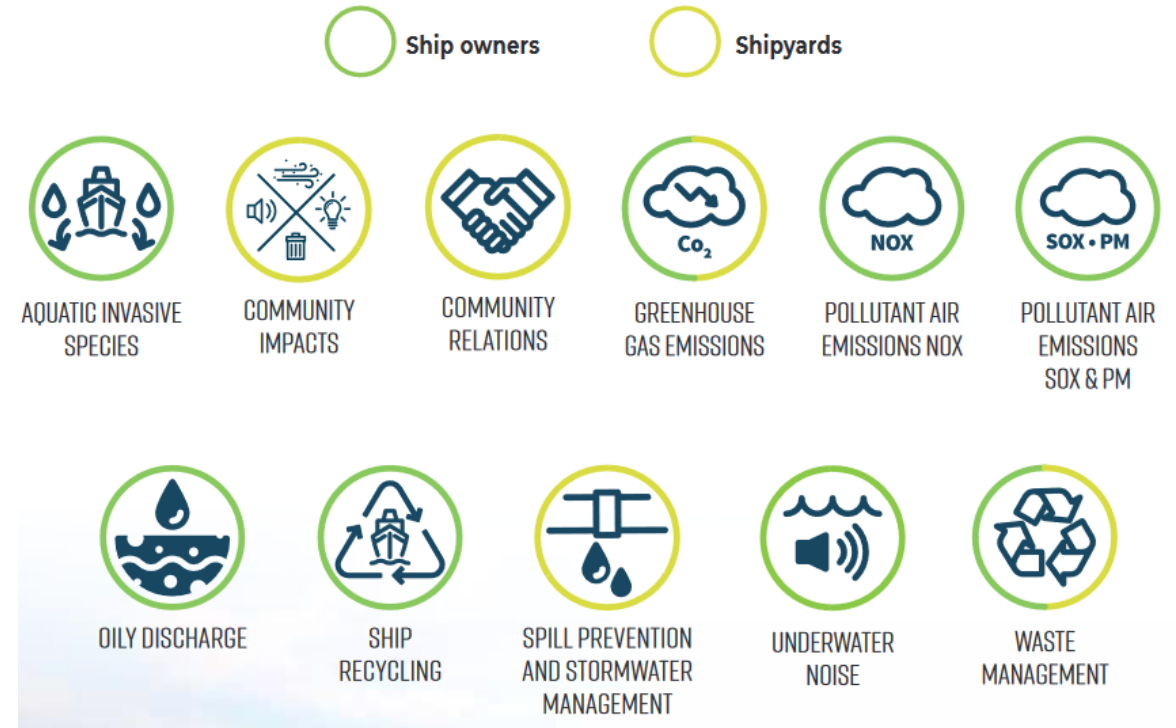 Ship owners
Shipyards
Co₂
NOX
SOX • PM
AQUATIC INVASIVE
SPECIES
COMMUNITY
IMPACTS
COMMUNITY
RELATIONS
GREENHOUSE
GAS EMISSIONS
POLLUTANT AIR
EMISSIONS NOX
POLLUTANT AIR
EMISSIONS
SOX & PM
OILY DISCHARGE
SHIP
RECYCLING
SPILL PREVENTION
AND STORMWATER
MANAGEMENT
UNDERWATER
NOISE
WASTE
MANAGEMENT